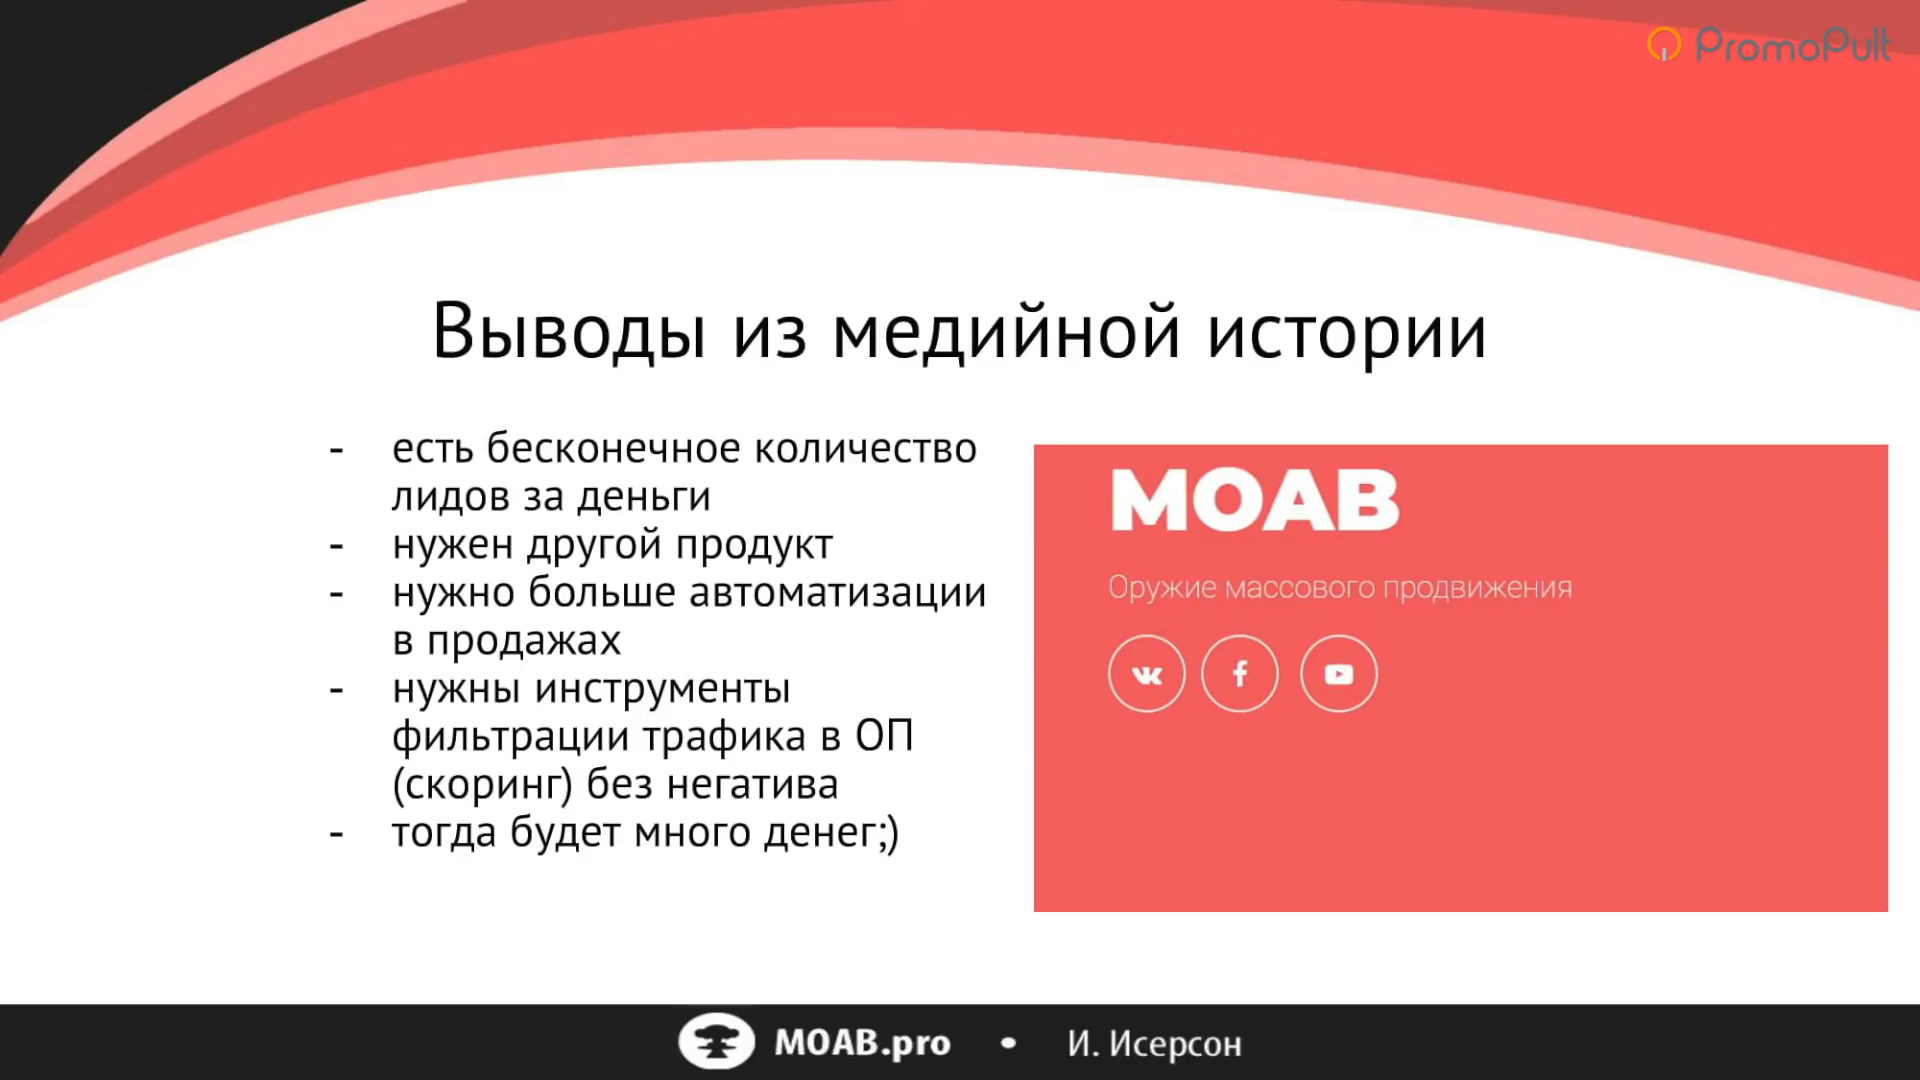 PromoPult
Выводы из медийной истории
- есть бесконечное количество
лидов за деньги
- нужен другой продукт
- нужно больше автоматизации
в продажах
- нужны инструменты
фильтрации трафика в ОП
(скоринг) без негатива
- тогда будет много денег;)
МОАВ
Оружие массового продвижения
MOAB.pro • И. Исерсон